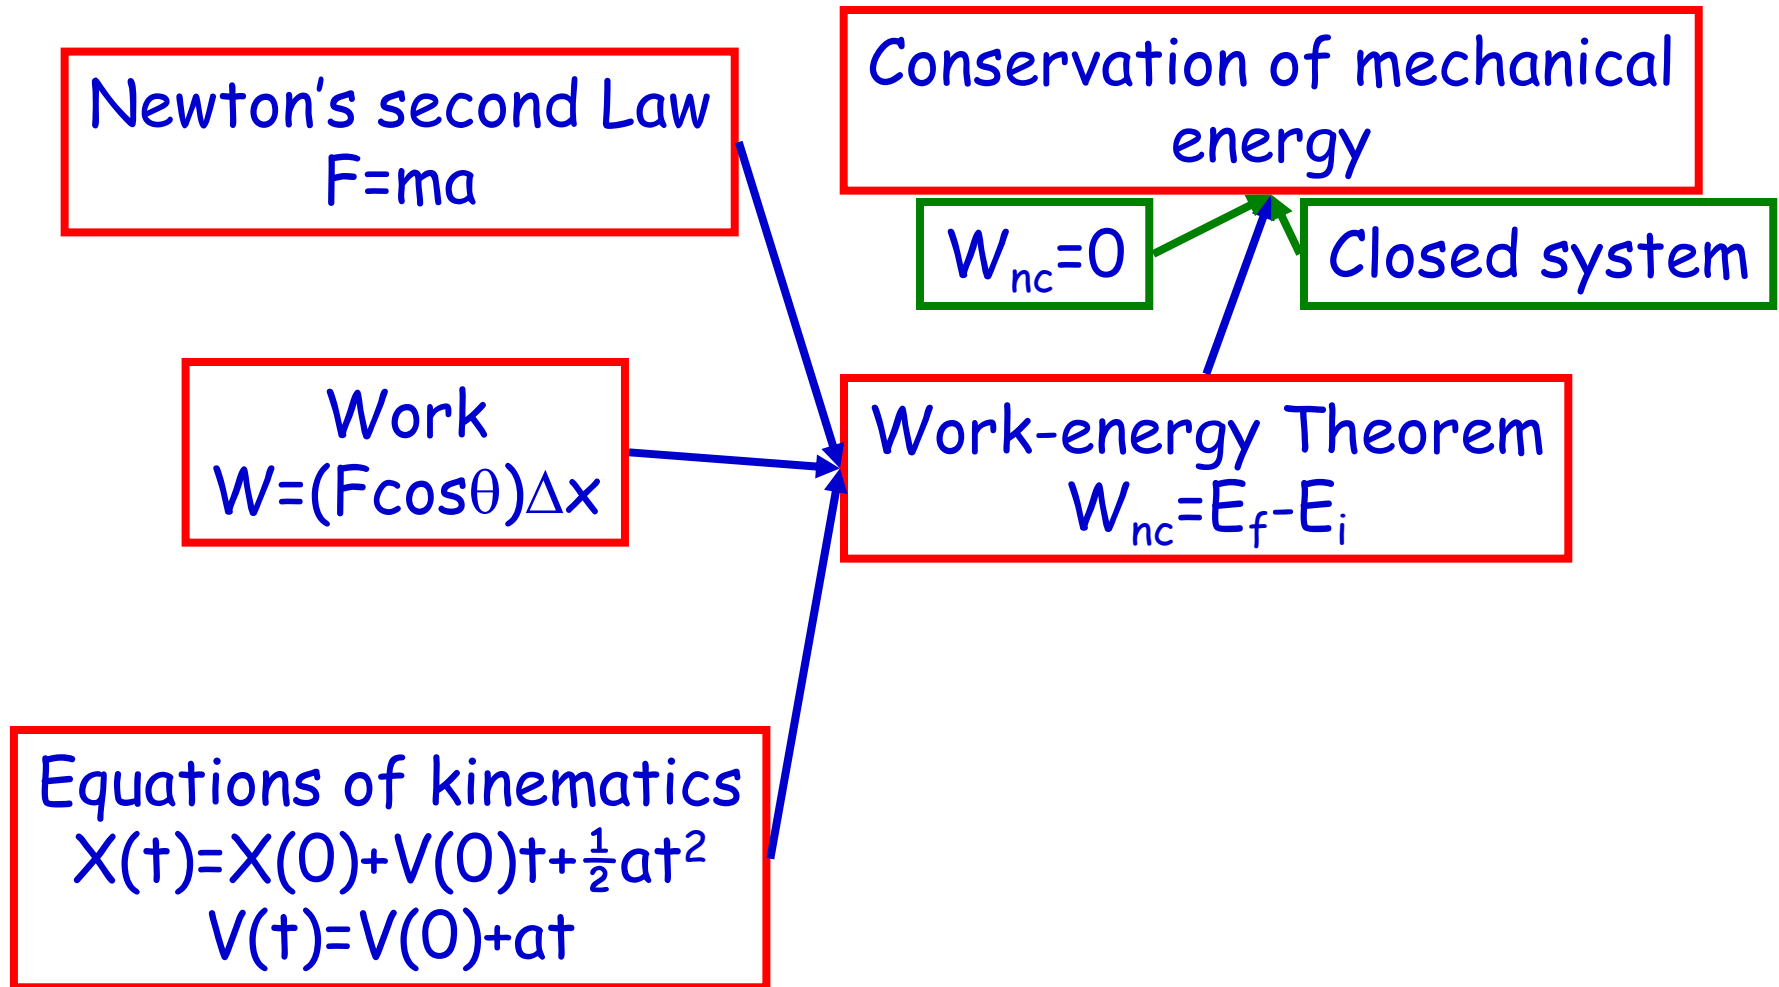 Newton’s second Law
F=ma
Conservation of mechanical
energy
Wnc=0
Closed system
Work
W=(Fcosθ)Δx
Work-energy Theorem
Wnc=Ef-Ei
Equations of kinematics
X(t)=X(0)+V(0)t+½at²
V(t)=V(0)+at